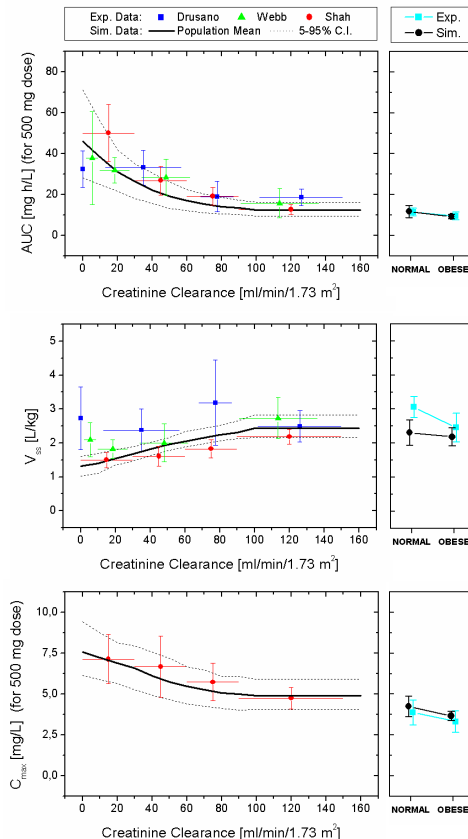 Exp. Data: Drusano Webb Shah
Sim. Data: Population Mean 5-95% C.I.
Exp.
Sim.
AUC [mg h/L] (for 500 mg dose)
80
60
40
20
0
0 20 40 60 80 100 120 140 160
Creatinine Clearance [ml/min/1.73 m²]
NORMAL OBESE
V_ss [L/kg]
5
4
3
2
1
0
0 20 40 60 80 100 120 140 160
Creatinine Clearance [ml/min/1.73 m²]
NORMAL OBESE
C_max [mg/L] (for 500 mg dose)
10,0
7,5
5,0
2,5
0,0
0 20 40 60 80 100 120 140 160
Creatinine Clearance [ml/min/1.73 m²]
NORMAL OBESE